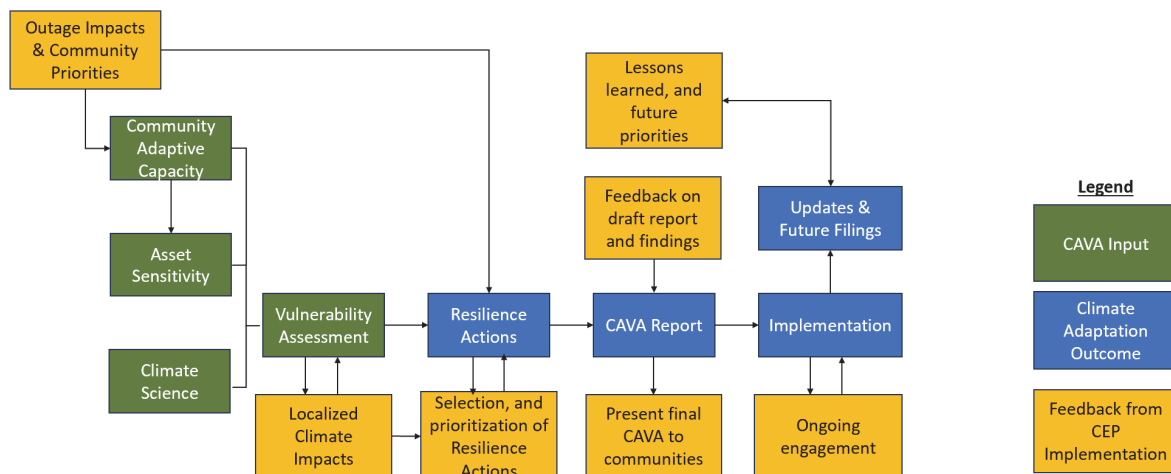 Outage Impacts
& Community
Priorities
Community
Adaptive
Capacity
Asset
Sensitivity
Climate
Science
Vulnerability
Assessment
Localized
Climate
Impacts
Resilience
Actions
Selection, and
prioritization of
Resilience
Actions
Lessons
learned, and
future
priorities
Feedback on
draft report
and findings
CAVA Report
Present final
CAVA to
communities
Updates &
Future Filings
Implementation
Ongoing
engagement
Legend
CAVA Input
Climate
Adaptation
Outcome
Feedback from
CEP
Implementation